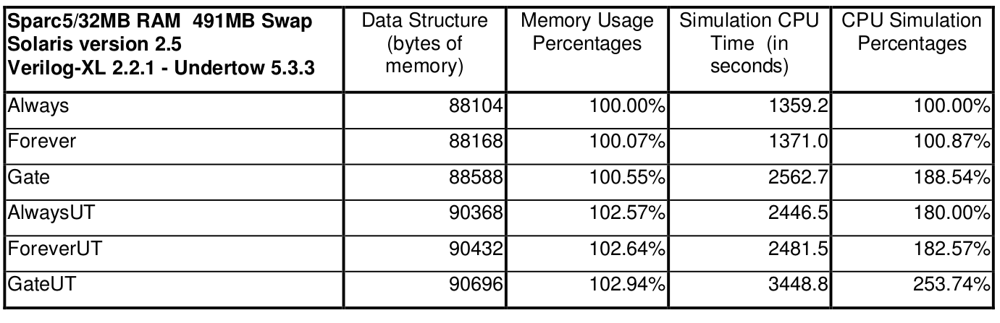 Sparc5/32MB RAM  491MB Swap
Solaris version 2.5
Verilog-XL 2.2.1 - Undertow 5.3.3
Data Structure
(bytes of
memory)
Memory Usage
Percentages
Simulation CPU
Time  (in
seconds)
CPU Simulation
Percentages
Always 88104 100.00% 1359.2 100.00%
Forever 88168 100.07% 1371.0 100.87%
Gate 88588 100.55% 2562.7 188.54%
AlwaysUT 90368 102.57% 2446.5 180.00%
ForeverUT 90432 102.64% 2481.5 182.57%
GateUT 90696 102.94% 3448.8 253.74%